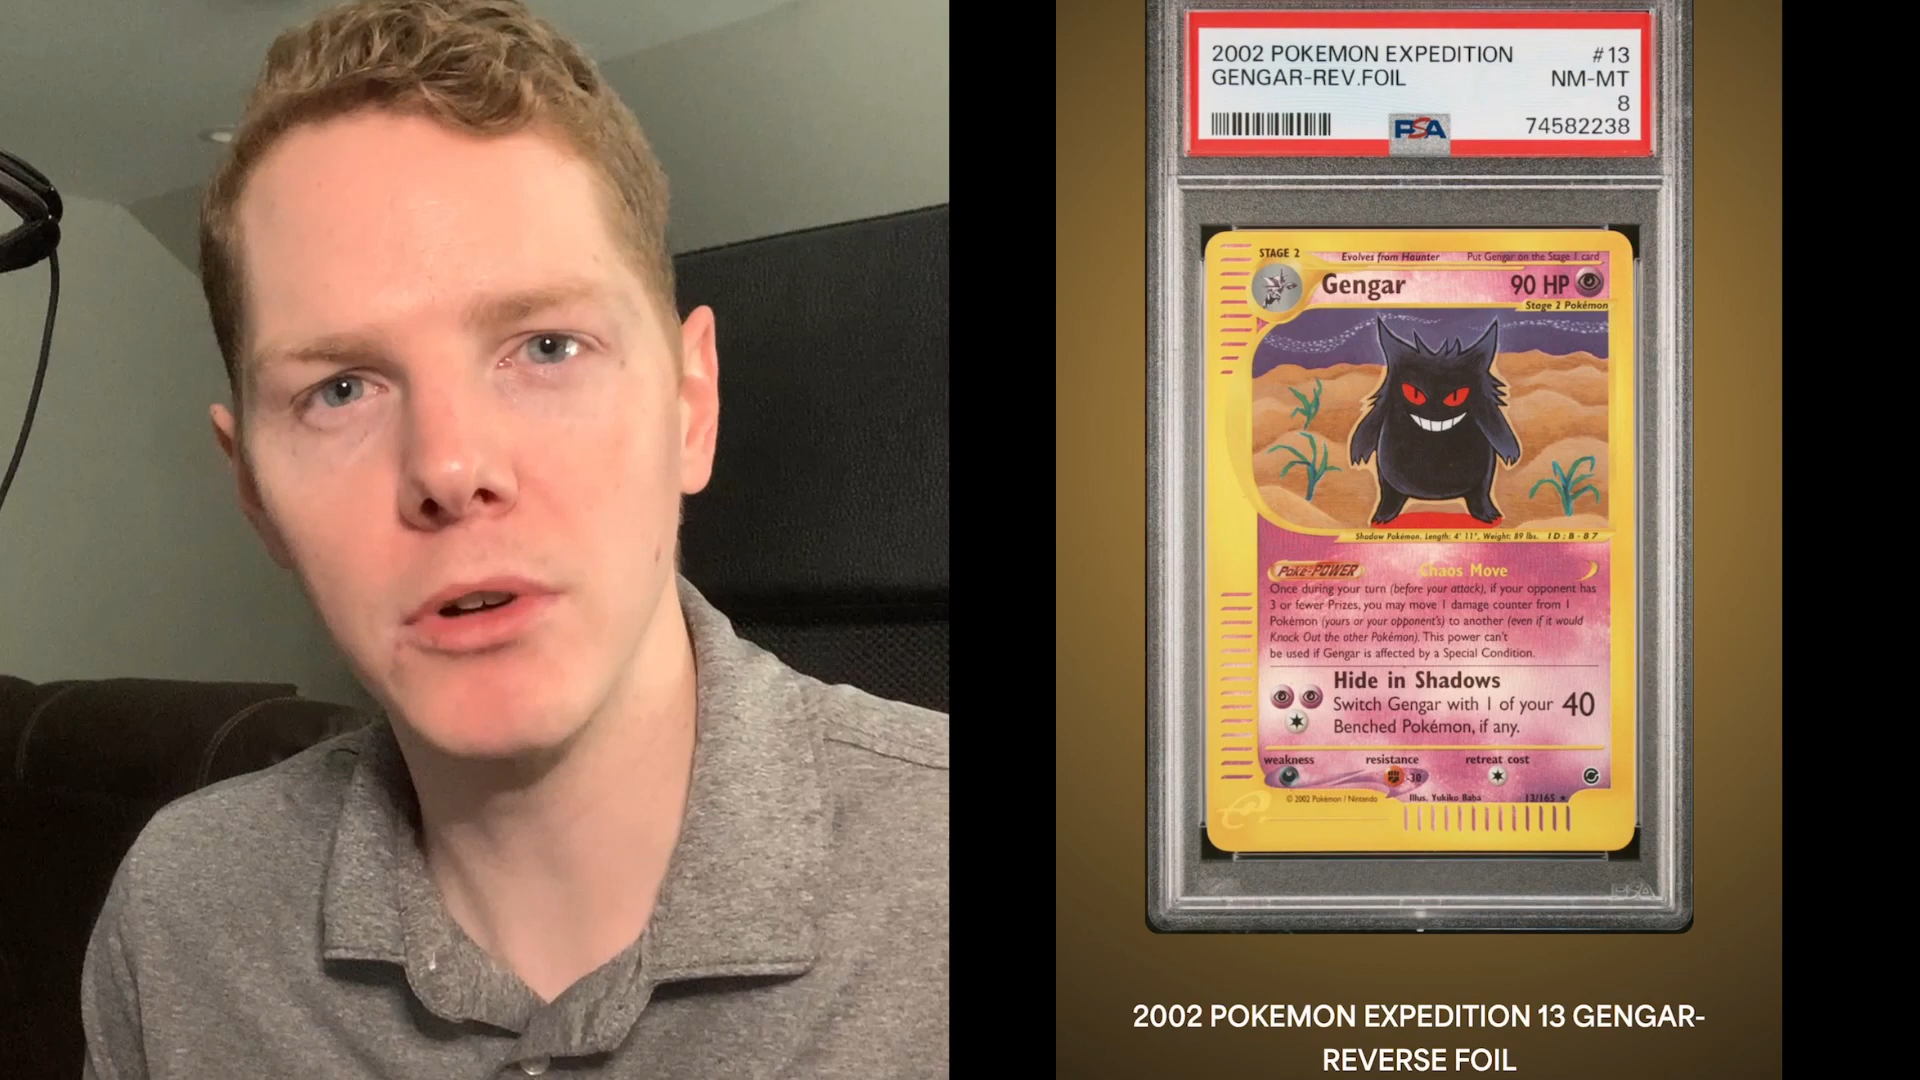 2002 POKEMON EXPEDITION #13
GENGAR-REV.FOIL NM-MT
8
PSA 74582238
STAGE 2 Evolves from Haunter Put Gengar on the Stage 1 card
Gengar 90 HP
Stage 2 Pokémon
Shadow Pokémon. Length: 4' 11", Weight: 89 lbs. ID:B-87
Poké-POWER Chaos Move
Once during your turn (before your attack), if your opponent has
3 or fewer Prizes, you may move 1 damage counter from 1
Pokémon (yours or your opponent's) to another (even if it would
Knock Out the other Pokémon). This power can't
be used if Gengar is affected by a Special Condition.
Hide in Shadows
Switch Gengar with 1 of your 40
Benched Pokémon, if any.
weakness resistance retreat cost
-30
© 2002 Pokémon / Nintendo Illus. Yukiko Baba 13/165 ★
PSA
2002 POKEMON EXPEDITION 13 GENGAR-
REVERSE FOIL